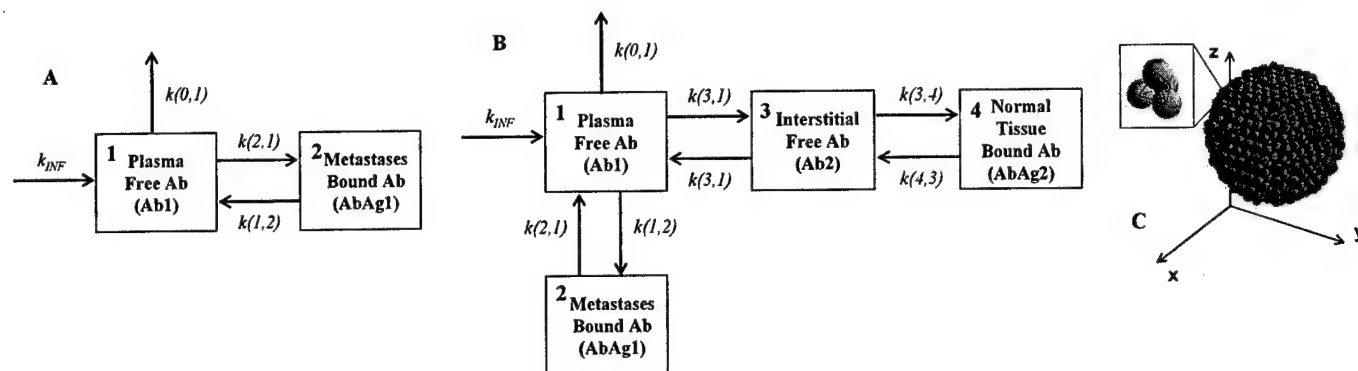 A
k(0,1)
k_INF
1 Plasma
Free Ab
(Ab1)
k(2,1)
k(1,2)
2 Metastases
Bound Ab
(AbAg1)
B
k(0,1)
k_INF
1 Plasma
Free Ab
(Ab1)
k(3,1)
k(3,1)
3 Interstitial
Free Ab
(Ab2)
k(3,4)
k(4,3)
4 Normal
Tissue
Bound Ab
(AbAg2)
k(2,1)
k(1,2)
2 Metastases
Bound Ab
(AbAg1)
C
z
y
x